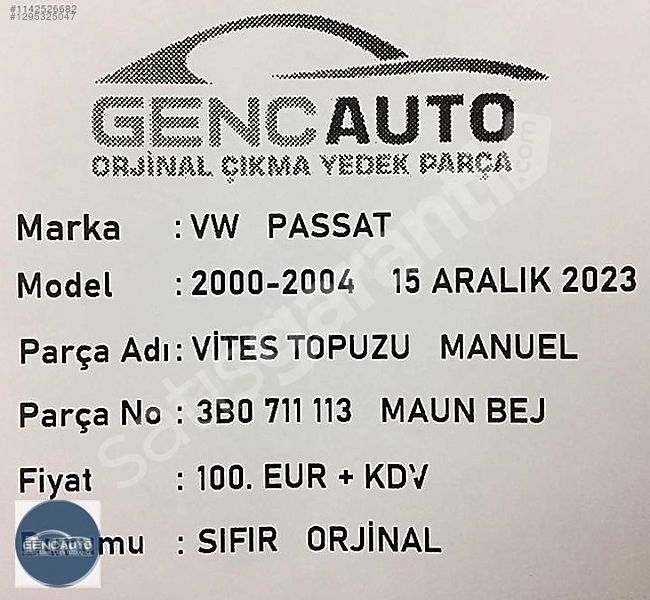 #1142526682
#1295325047
GENCAUTO
ORJİNAL ÇIKMA YEDEK PARÇA
Marka : VW PASSAT
Model : 2000-2004 15 ARALIK 2023
Parça Adı : VİTES TOPUZU MANUEL
Parça No : 3B0 711 113 MAUN BEJ
Fiyat : 100. EUR + KDV
: SIFIR ORJİNAL
GENCAUTO
satisgaranti.com